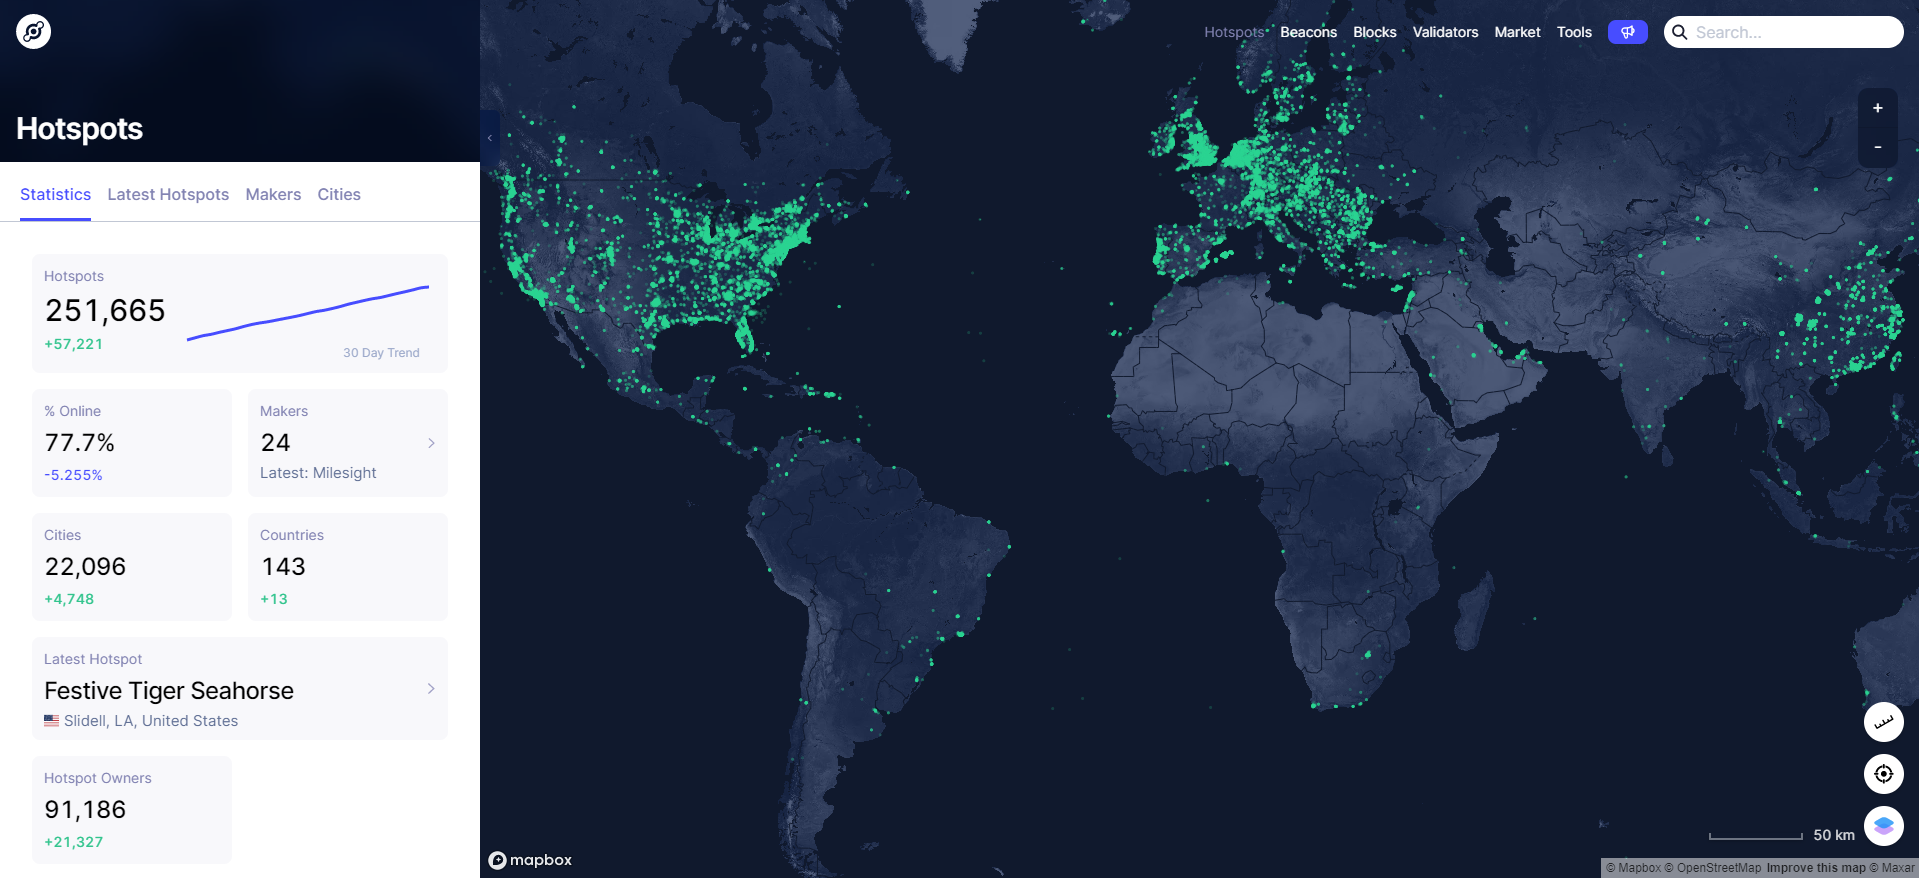 Hotspots Beacons Blocks Validators Market Tools Search...
Hotspots
Statistics Latest Hotspots Makers Cities
Hotspots
251,665
+57,221
30 Day Trend
% Online
77.7%
-5.255%
Makers
24
Latest: Milesight
Cities
22,096
+4,748
Countries
143
+13
Latest Hotspot
Festive Tiger Seahorse
Slidell, LA, United States
Hotspot Owners
91,186
+21,327
+
-
50 km
mapbox
© Mapbox © OpenStreetMap Improve this map © Maxar